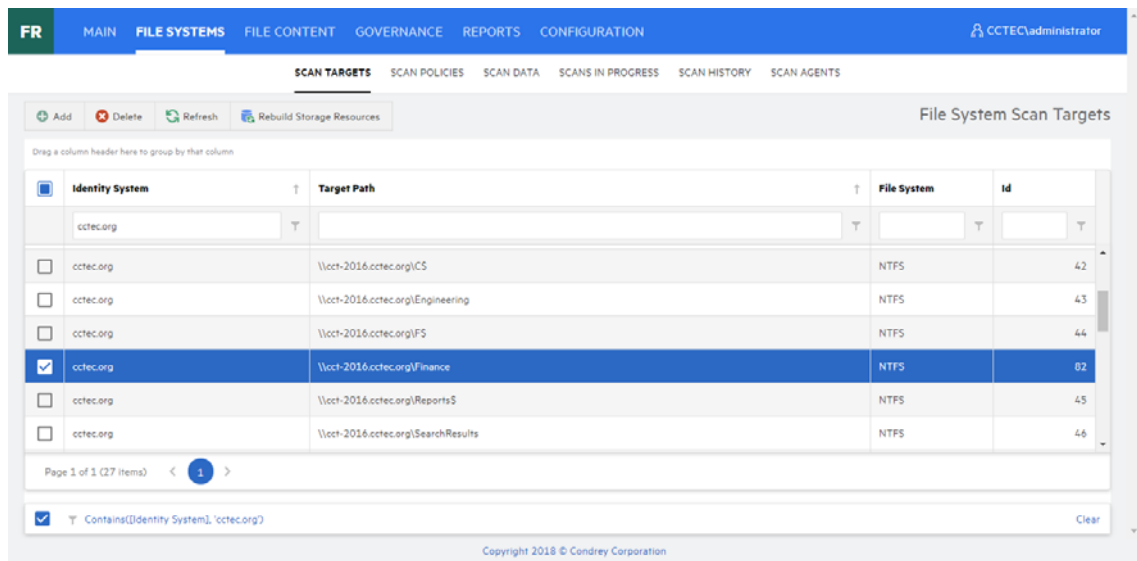 FR MAIN FILE SYSTEMS FILE CONTENT GOVERNANCE REPORTS CONFIGURATION CCTEC\administrator
SCAN TARGETS SCAN POLICIES SCAN DATA SCANS IN PROGRESS SCAN HISTORY SCAN AGENTS
Add Delete Refresh Rebuild Storage Resources File System Scan Targets
Drag a column header here to group by that column
Identity System ↑ Target Path ↑ File System Id
cctec.org
cctec.org \\cct-2016.cctec.org\C$ NTFS 42
cctec.org \\cct-2016.cctec.org\Engineering NTFS 43
cctec.org \\cct-2016.cctec.org\F$ NTFS 44
cctec.org \\cct-2016.cctec.org\Finance NTFS 82
cctec.org \\cct-2016.cctec.org\Reports$ NTFS 45
cctec.org \\cct-2016.cctec.org\SearchResults NTFS 46
Page 1 of 1 (27 items) < 1 >
Contains([Identity System], 'cctec.org') Clear
Copyright 2018 © Condrey Corporation